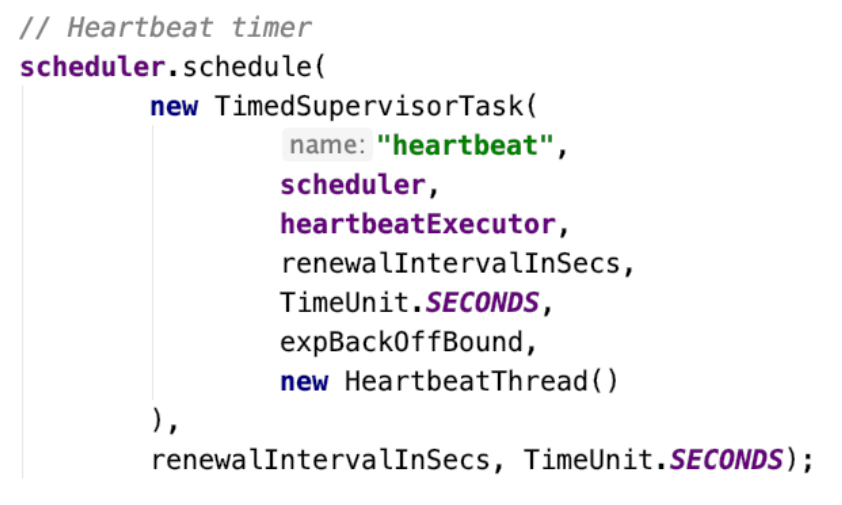 // Heartbeat timer
scheduler.schedule(
new TimedSupervisorTask(
name: "heartbeat",
scheduler,
heartbeatExecutor,
renewalIntervalInSecs,
TimeUnit.SECONDS,
expBackOffBound,
new HeartbeatThread()
),
renewalIntervalInSecs, TimeUnit.SECONDS);